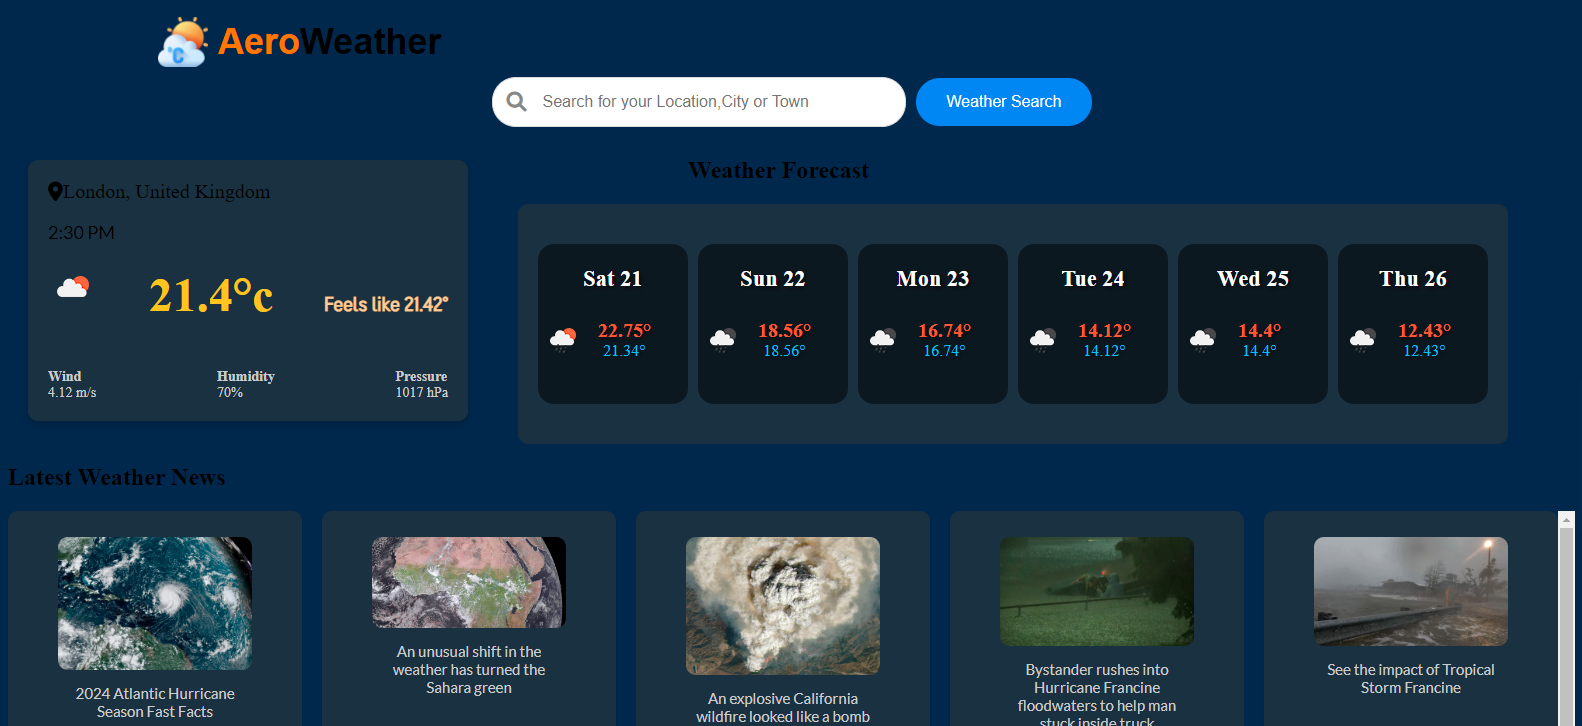 AeroWeather
Search for your Location,City or Town
Weather Search
London, United Kingdom
2:30 PM
21.4°c
Feels like 21.42°
Wind
4.12 m/s
Humidity
70%
Pressure
1017 hPa
Weather Forecast
Sat 21
22.75°
21.34°
Sun 22
18.56°
18.56°
Mon 23
16.74°
16.74°
Tue 24
14.12°
14.12°
Wed 25
14.4°
14.4°
Thu 26
12.43°
12.43°
Latest Weather News
2024 Atlantic Hurricane
Season Fast Facts
An unusual shift in the
weather has turned the
Sahara green
An explosive California
wildfire looked like a bomb
Bystander rushes into
Hurricane Francine
floodwaters to help man
stuck inside truck
See the impact of Tropical
Storm Francine